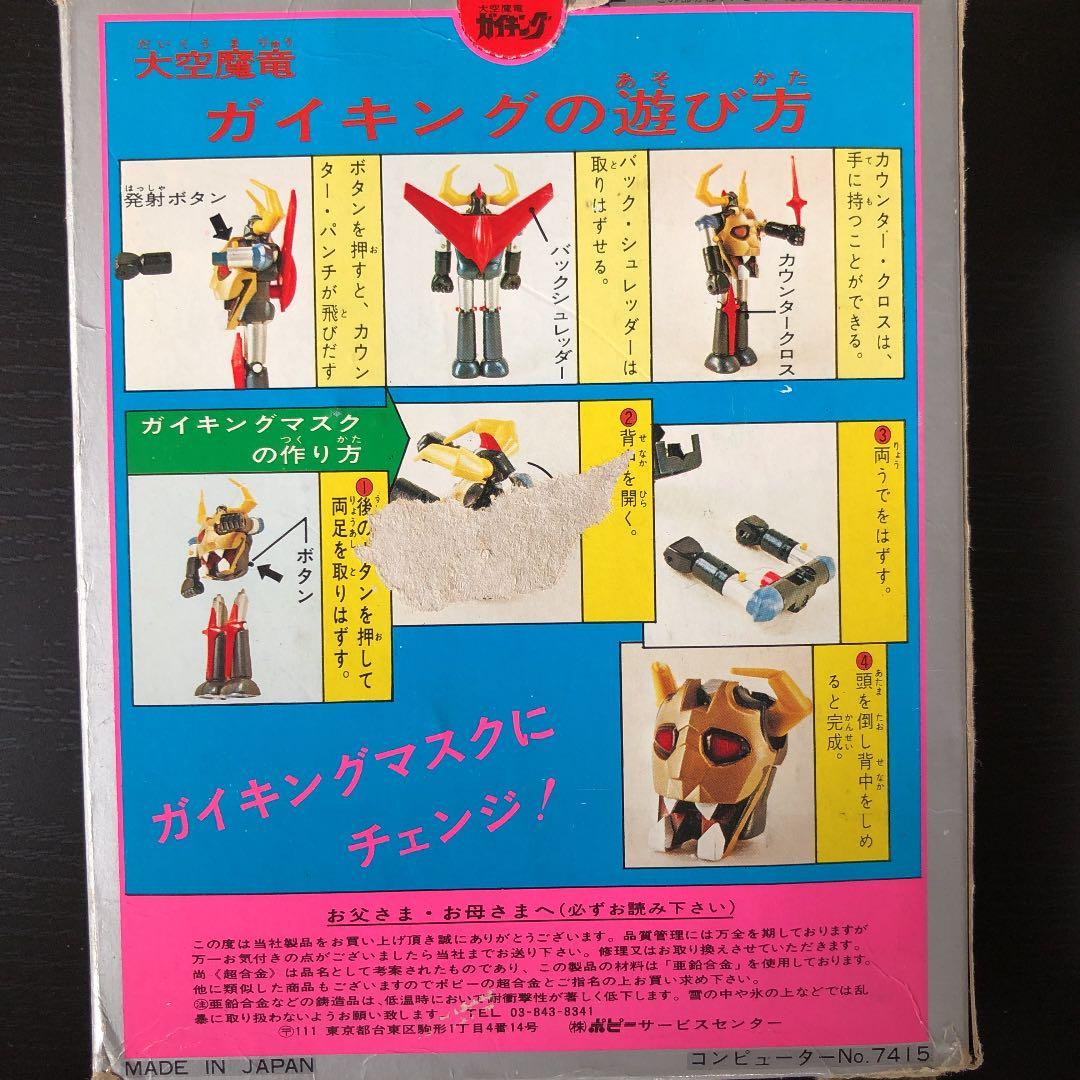 大空魔竜
ガイキング
だいくうまりゅう
大空魔竜
あそ かた
ガイキングの遊び方
はっしゃ
発射ボタン
ボタンを押すと、カウン
ター・パンチが飛びだす
バック・シュレッダーは
取りはずせる。
バックシュレッダー
カウンター・クロスは、
手に持つことができる。
カウンタークロス
ガイキングマスク
つく かた
の作り方
①後の タンを押して
両足を取りはずす。
ボタン
②背 を開く。
③両うでをはずす。
④頭を倒し背中をしめ
ると完成。
ガイキングマスクに
チェンジ!
お父さま・お母さまへ(必ずお読み下さい)
この度は当社製品をお買い上げ頂き誠にありがとうございます。品質管理には万全を期しておりますが
万一お気付きの点がございましたら当社までお送り下さい。修理又はお取り換えさせていただきます。
尚《超合金》は品名として考案されたものであり、この製品の材料は「亜鉛合金」を使用しております。
他に類似した商品もございますのでポピーの超合金とご指名の上お買い求め下さい。
㊟亜鉛合金などの鋳造品は、低温時において耐衝撃性が著しく低下します。雪の中や氷の上などでは乱
暴に取り扱わないようお願い致します。 TEL 03-843-8341
〒111 東京都台東区駒形1丁目4番14号 ㈱ポピーサービスセンター
MADE IN JAPAN
コンピューターNo.7415